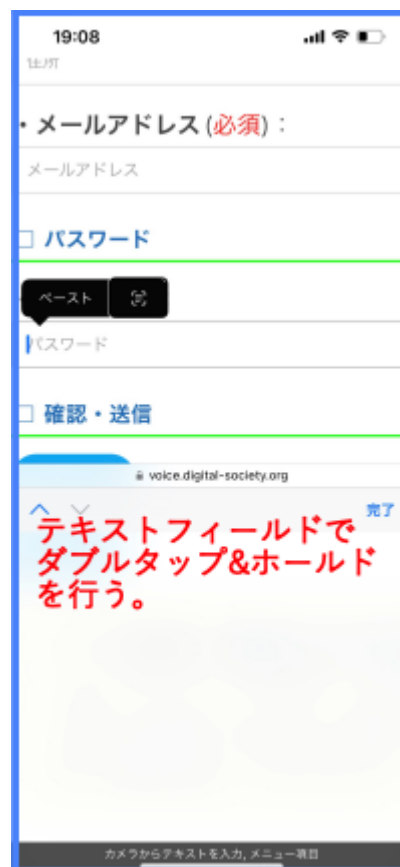 19:08
住所
・メールアドレス (必須)：
メールアドレス
□ パスワード
ペースト
パスワード
□ 確認・送信
voice.digital-society.org
完了
テキストフィールドで
ダブルタップ&ホールド
を行う。
カメラからテキストを入力, メニュー項目